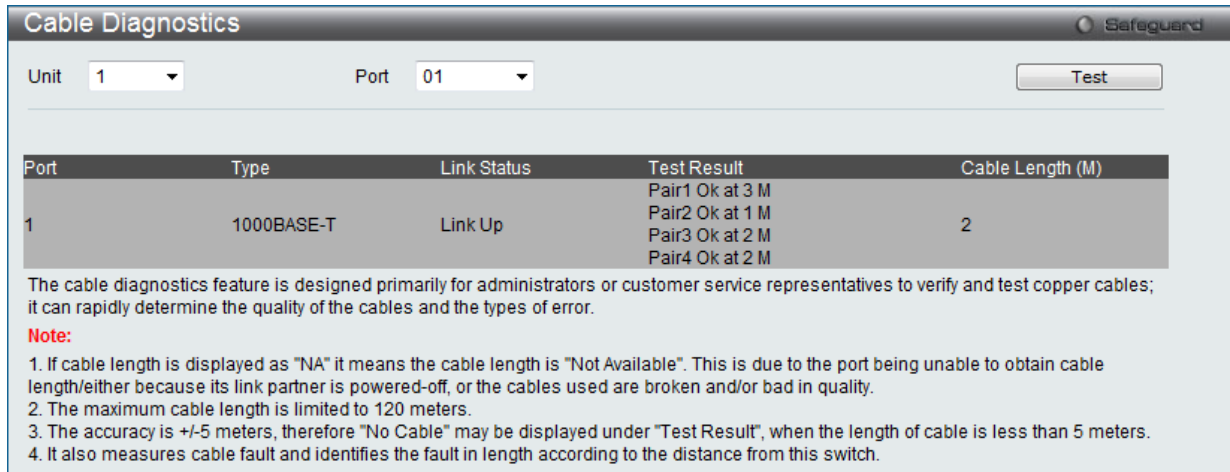 Cable Diagnostics
Safeguard
Unit 1 Port 01 Test
Port Type Link Status Test Result Cable Length (M)
1 1000BASE-T Link Up Pair1 Ok at 3 M 2
Pair2 Ok at 1 M
Pair3 Ok at 2 M
Pair4 Ok at 2 M
The cable diagnostics feature is designed primarily for administrators or customer service representatives to verify and test copper cables;
it can rapidly determine the quality of the cables and the types of error.
Note:
1. If cable length is displayed as "NA" it means the cable length is "Not Available". This is due to the port being unable to obtain cable
length/either because its link partner is powered-off, or the cables used are broken and/or bad in quality.
2. The maximum cable length is limited to 120 meters.
3. The accuracy is +/-5 meters, therefore "No Cable" may be displayed under "Test Result", when the length of cable is less than 5 meters.
4. It also measures cable fault and identifies the fault in length according to the distance from this switch.